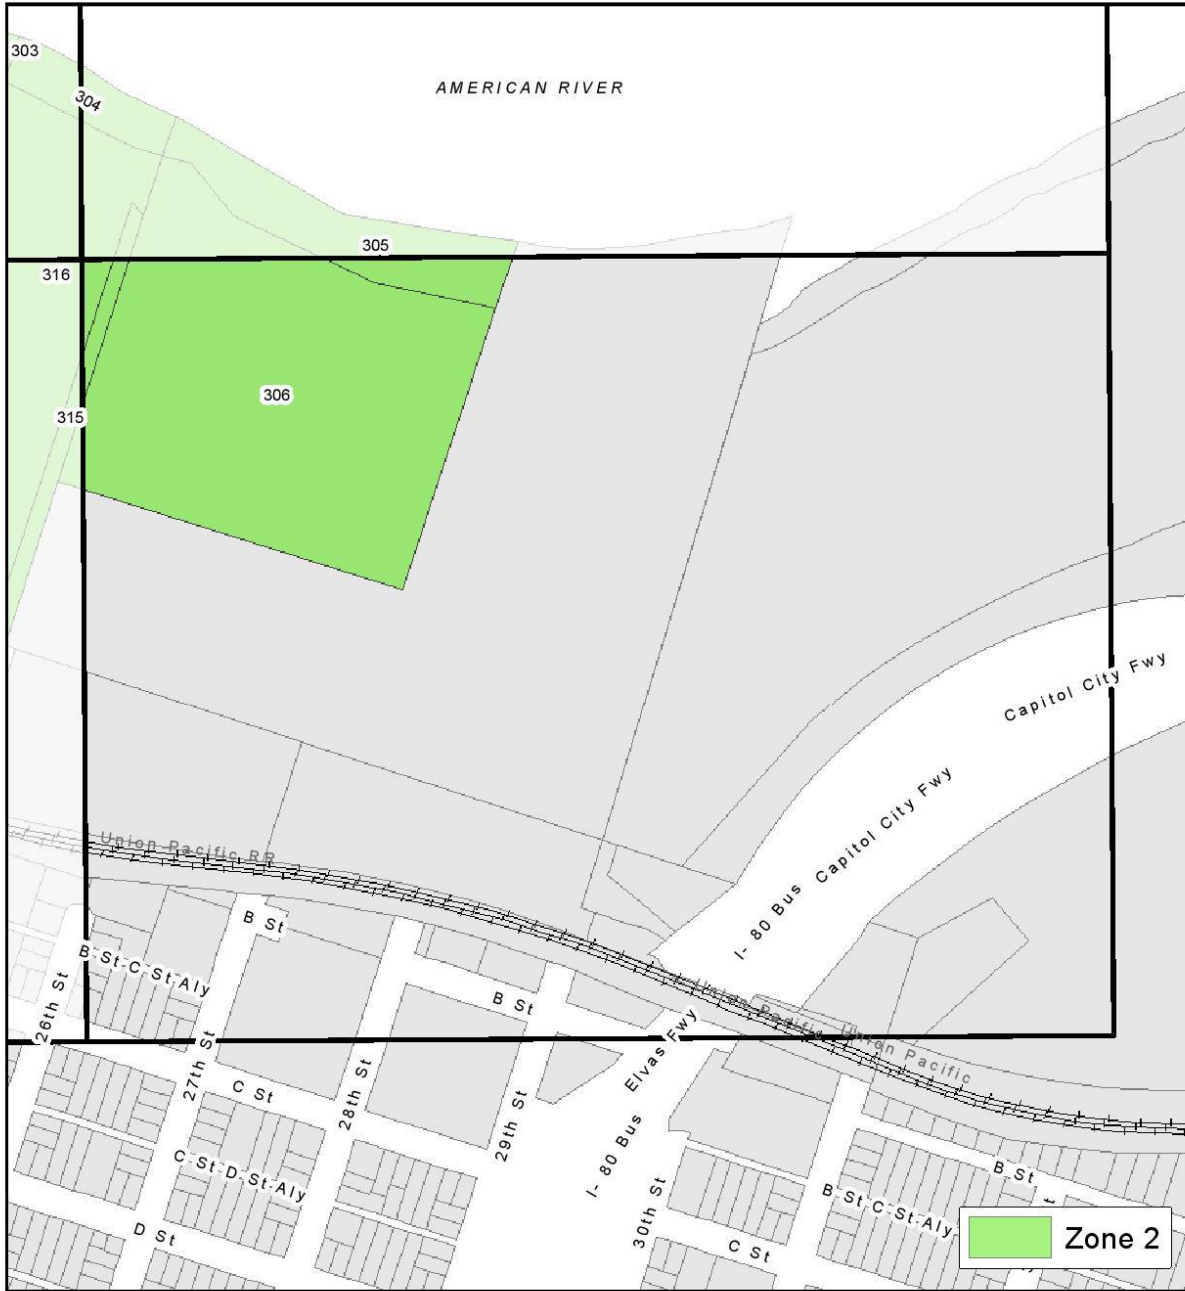 303
AMERICAN RIVER
304
305
316
306
315
Capitol City Fwy
Capitol City Fwy
Union Pacific RR
I- 80 Bus
B St
B St-C St-Aly
B St
Union Pacific
26th St
Elvas Fwy
Union Pacific
27th St
28th St
C St
29th St
I- 80 Bus
C St-D St-Aly
B St
B St-C St-Aly
30th St
D St
C St
Zone 2